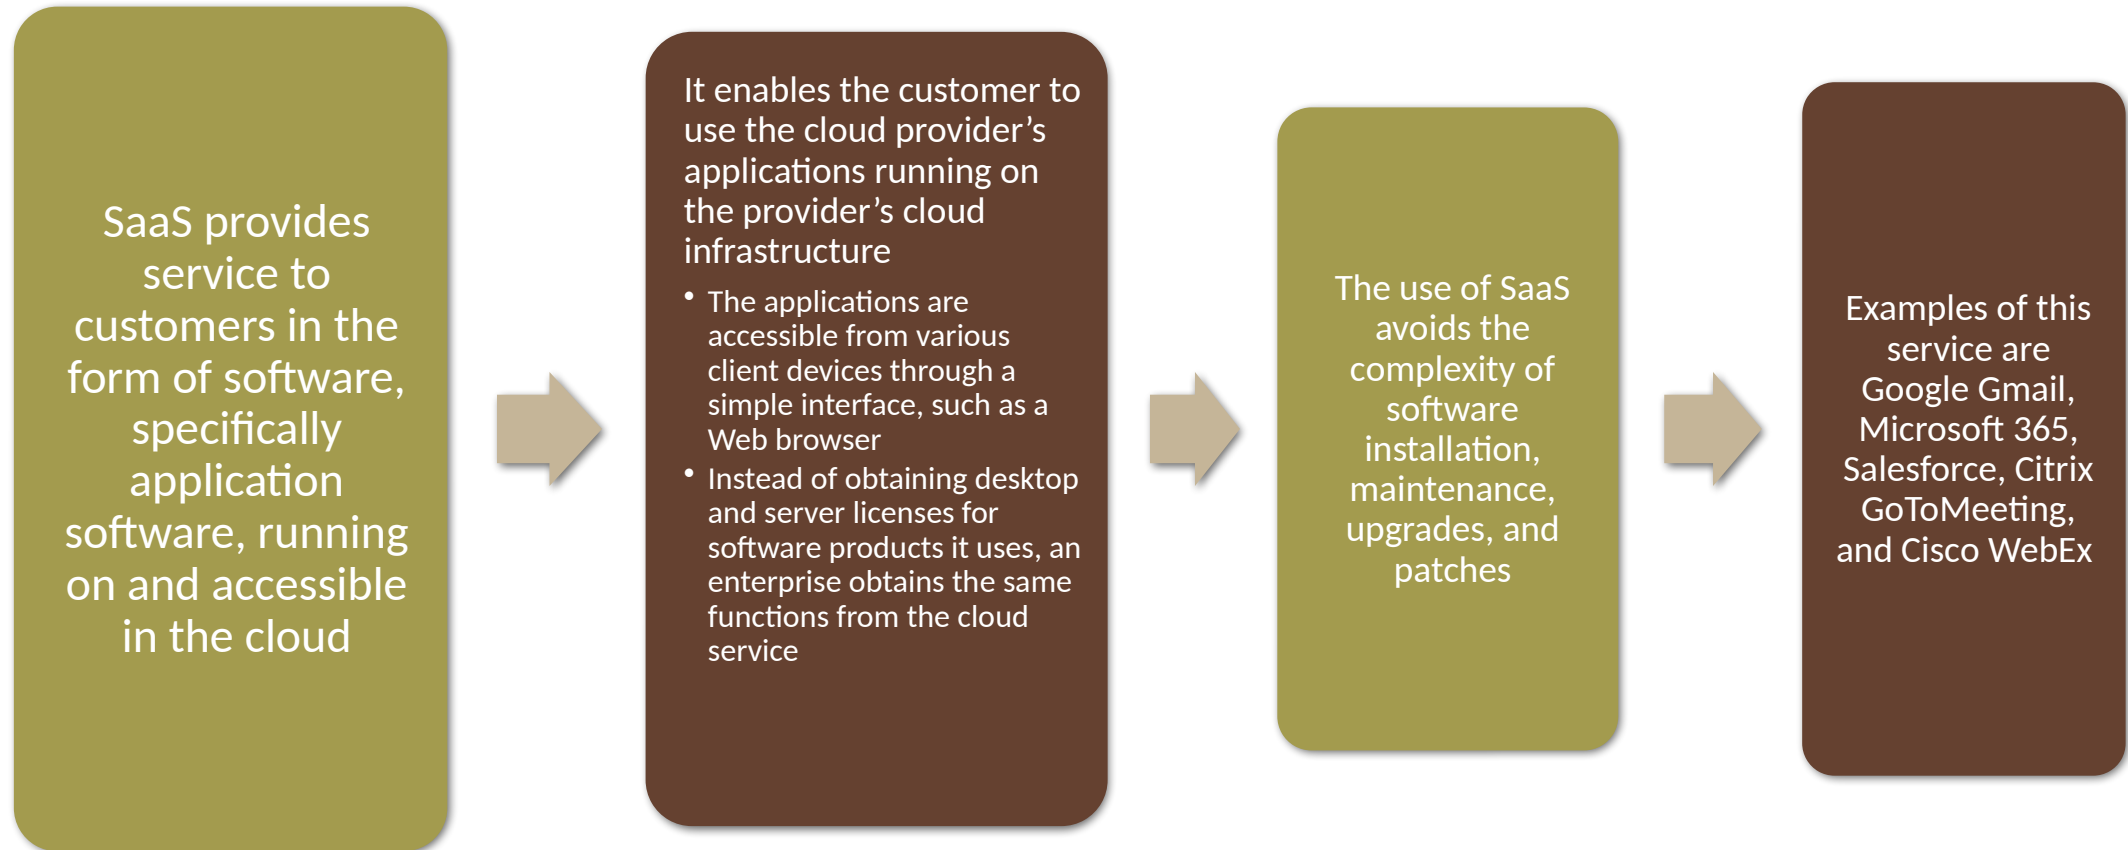 SaaS provides
service to
customers in the
form of software,
specifically
application
software, running
on and accessible
in the cloud
It enables the customer to
use the cloud provider’s
applications running on
the provider’s cloud
infrastructure
• The applications are
accessible from various
client devices through a
simple interface, such as a
Web browser
• Instead of obtaining desktop
and server licenses for
software products it uses, an
enterprise obtains the same
functions from the cloud
service
The use of SaaS
avoids the
complexity of
software
installation,
maintenance,
upgrades, and
patches
Examples of this
service are
Google Gmail,
Microsoft 365,
Salesforce, Citrix
GoToMeeting,
and Cisco WebEx